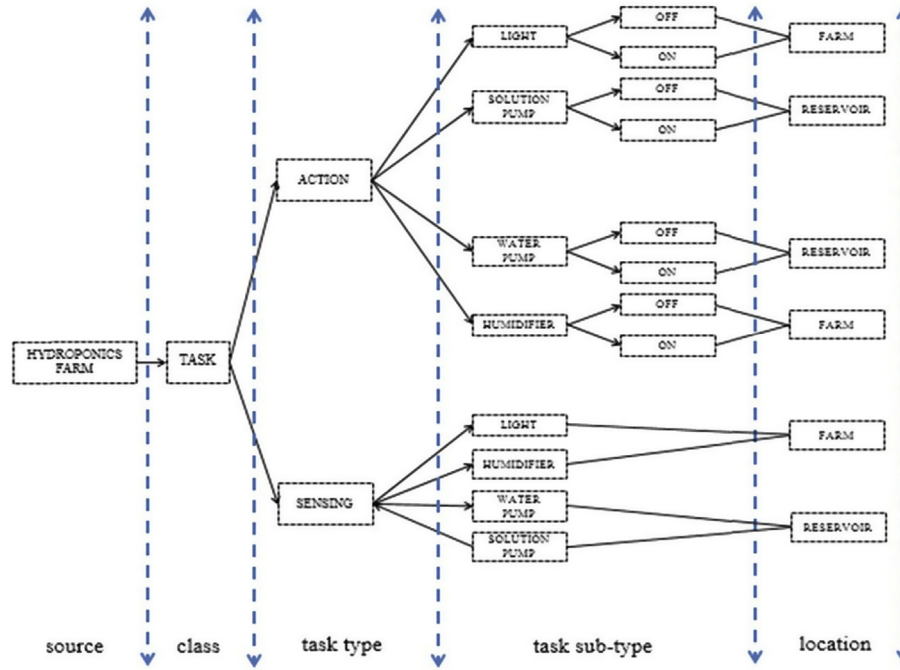 OFF
LIGHT
FARM
ON
OFF
SOLUTION
PUMP
RESERVOIR
ON
ACTION
OFF
WATER
PUMP
RESERVOIR
ON
OFF
HUMIDIFIER
FARM
ON
HYDROPONICS
FARM
TASK
LIGHT
FARM
HUMIDIFIER
SENSING
WATER
PUMP
RESERVOIR
SOLUTION
PUMP
source class task type task sub-type location